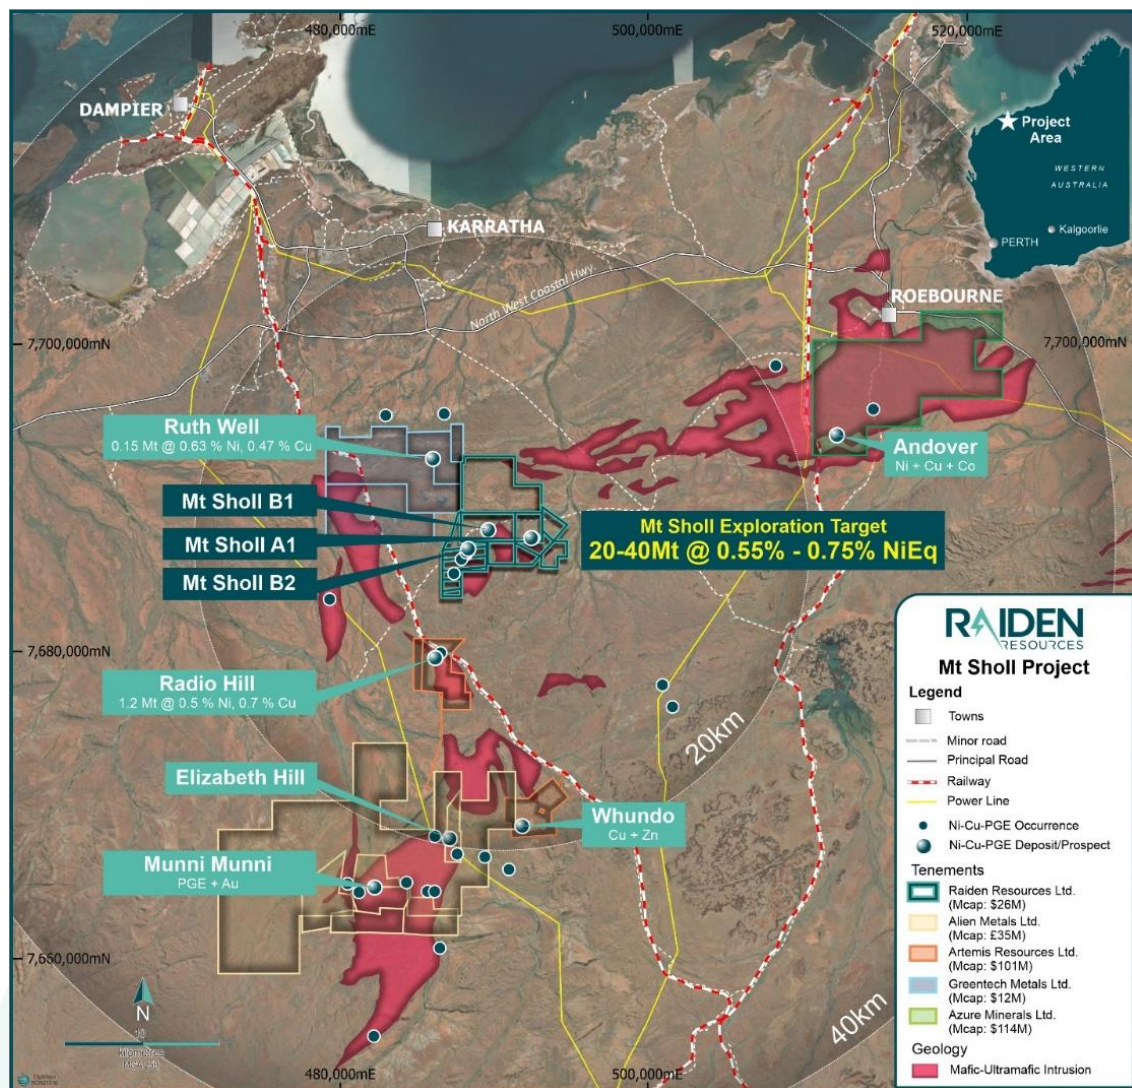 480,000mE
500,000mE
520,000mE
DAMPIER
KARRATHA
North West Coastal Hwy
ROEBOURNE
Project
Area
WESTERN
AUSTRALIA
PERTH
Kalgoorlie
7,700,000mN
7,700,000mN
Ruth Well
0.15 Mt @ 0.63 % Ni, 0.47 % Cu
Andover
Ni + Cu + Co
Mt Sholl B1
Mt Sholl A1
Mt Sholl B2
Mt Sholl Exploration Target
20-40Mt @ 0.55% - 0.75% NiEq
7,680,000mN
Radio Hill
1.2 Mt @ 0.5 % Ni, 0.7 % Cu
20km
Elizabeth Hill
Whundo
Cu + Zn
Munni Munni
PGE + Au
7,660,000mN
40km
N
10
kilometres
480,000mE
500,000mE
RAIDEN
RESOURCES
Mt Sholl Project
Legend
Towns
Minor road
Principal Road
Railway
Power Line
Ni-Cu-PGE Occurrence
Ni-Cu-PGE Deposit/Prospect
Tenements
Raiden Resources Ltd.
(Mcap: $26M)
Alien Metals Ltd.
(Mcap: £35M)
Artemis Resources Ltd.
(Mcap: $101M)
Greentech Metals Ltd.
(Mcap: $12M)
Azure Minerals Ltd.
(Mcap: $114M)
Geology
Mafic-Ultramafic Intrusion